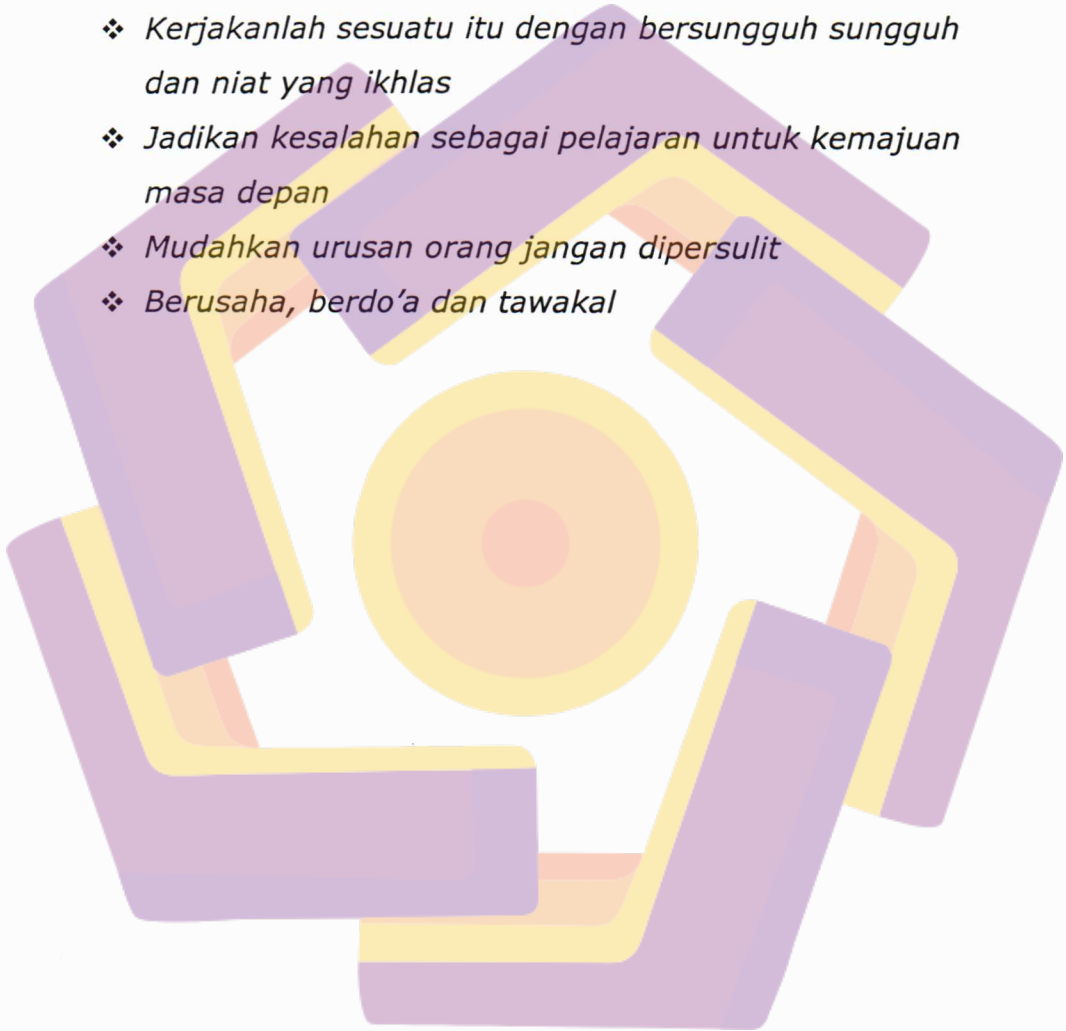 ❖ Kerjakanlah sesuatu itu dengan bersungguh sungguh
dan niat yang ikhlas
❖ Jadikan kesalahan sebagai pelajaran untuk kemajuan
masa depan
❖ Mudahkan urusan orang jangan dipersulit
❖ Berusaha, berdo’a dan tawakal